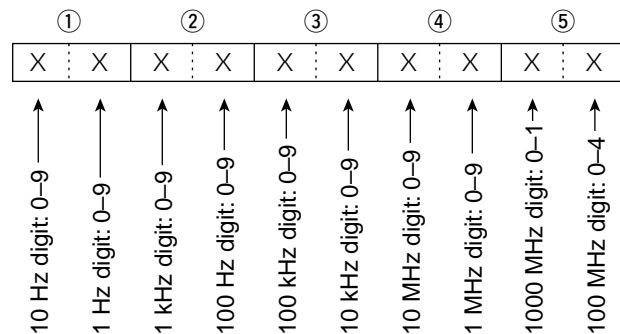 ① ② ③ ④ ⑤
X X X X X X X X X X
10 Hz digit: 0–9
1 Hz digit: 0–9
1 kHz digit: 0–9
100 Hz digit: 0–9
100 kHz digit: 0–9
10 kHz digit: 0–9
10 MHz digit: 0–9
1 MHz digit: 0–9
1000 MHz digit: 0–1
100 MHz digit: 0–4